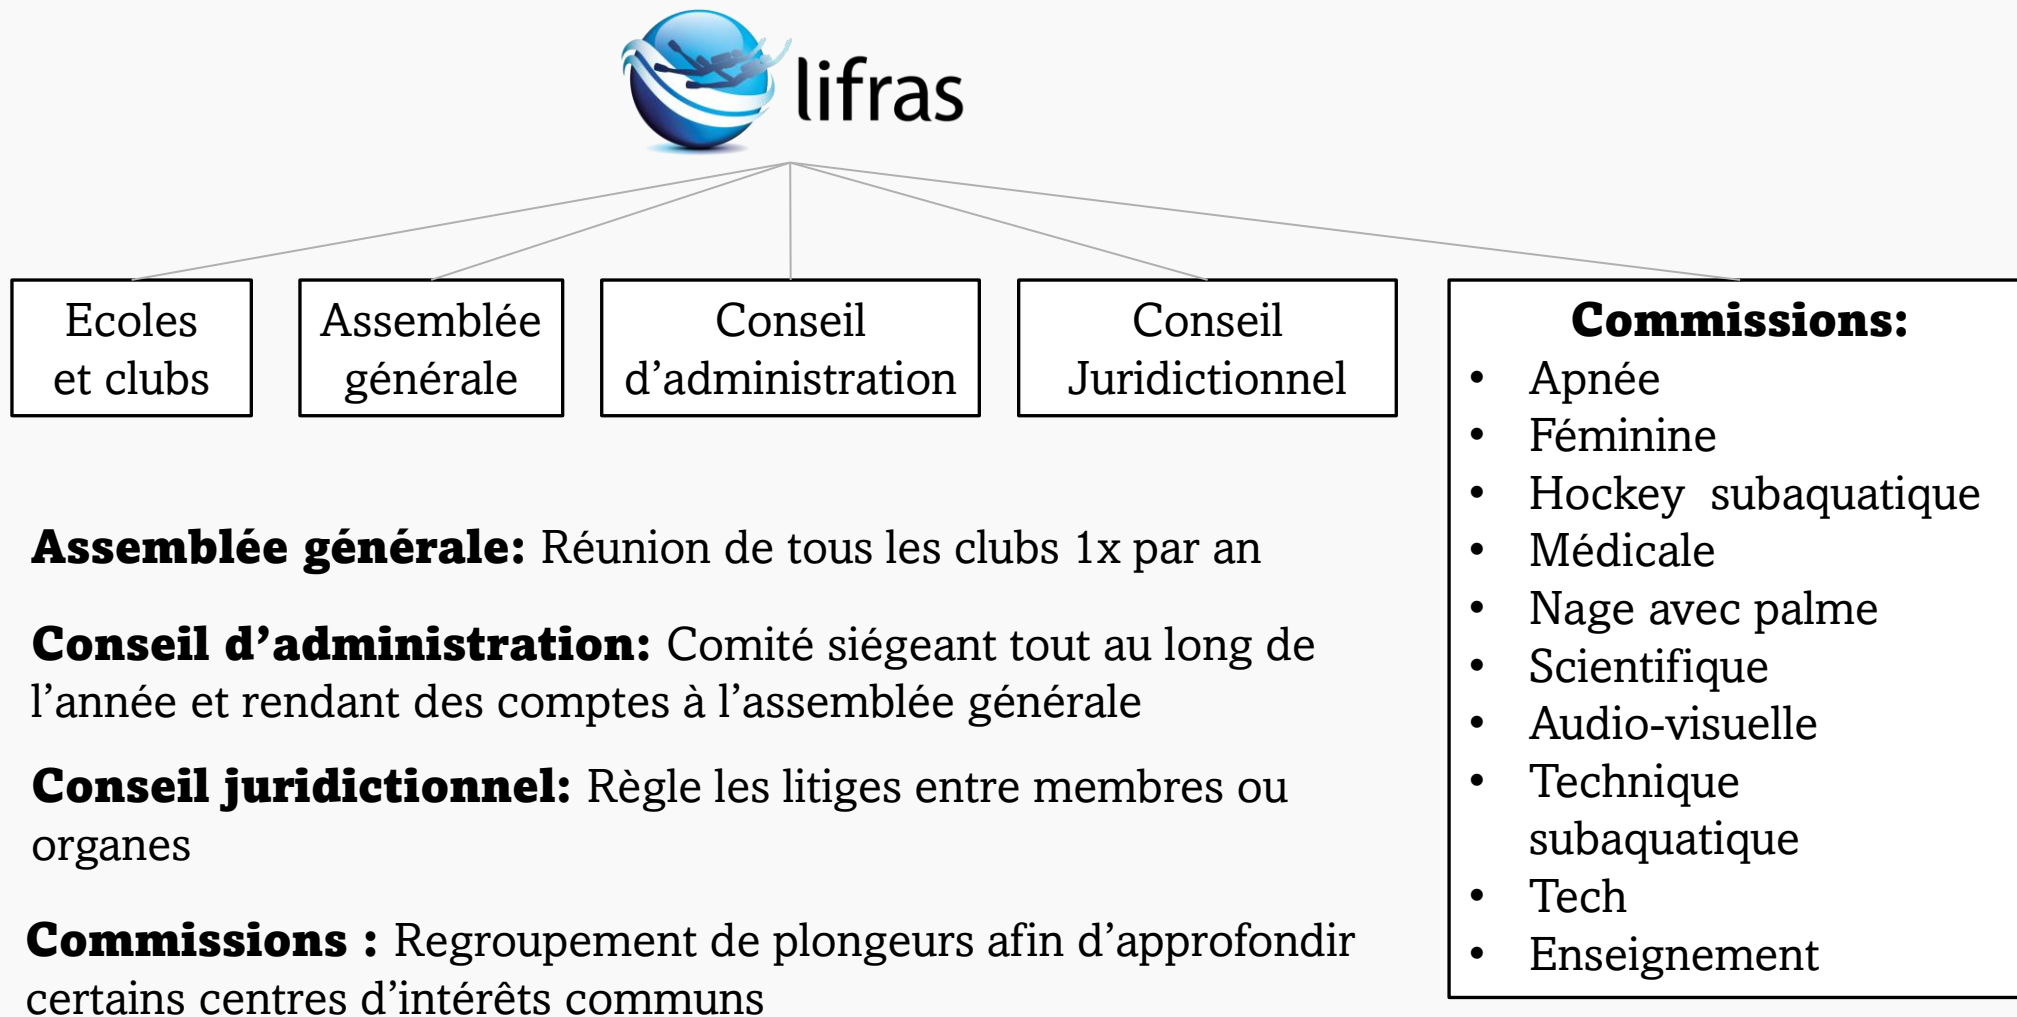 lifras
Ecoles
et clubs
Assemblée
générale
Conseil
d’administration
Conseil
Juridictionnel
Commissions:
• Apnée
• Féminine
• Hockey subaquatique
• Médicale
• Nage avec palme
• Scientifique
• Audio-visuelle
• Technique
subaquatique
• Tech
• Enseignement
Assemblée générale: Réunion de tous les clubs 1x par an
Conseil d’administration: Comité siégeant tout au long de
l’année et rendant des comptes à l’assemblée générale
Conseil juridictionnel: Règle les litiges entre membres ou
organes
Commissions : Regroupement de plongeurs afin d’approfondir
certains centres d’intérêts communs